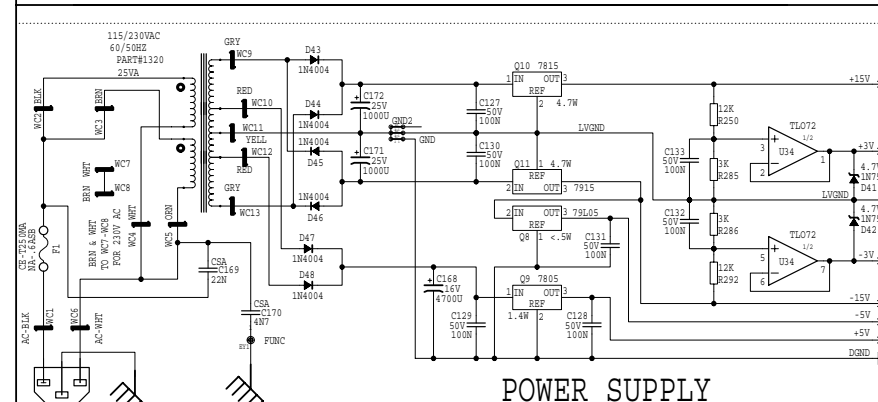 115/230VAC
60/50HZ
PART#1320
25VA
GRY
WC9
D43
1N4004
Q10 7815
IN OUT
1 3
REF
2 4.7W
+15V
WC2
BLK
WC3
BRN
RED
WC10
D44
1N4004
C172
25V
1000U
C127
50V
100N
GND2
GND
LVGND
12K
R250
TLO72
1/2
U34
3
2
1
+3V
WC11
YELL
WC12
RED
1N4004
D45
C171
25V
1000U
C130
50V
100N
C133
50V
100N
3K
R285
D41
LVGND
WHT
WC7
BRN
WC8
Q11 1 4.7W
REF
IN OUT
2 3 7915
GRY
WC13
1N4004
D46
BRN & WHT
TO WC7-WC8
FOR 230V AC
WC4
WHT
WC5
ORN
2 IN OUT 3 79L05
REF
Q8 1 <.5W
C131
50V
100N
C132
50V
100N
3K
R286
D42
CE-T250MA
NA-.6ASB
F1
D47
1N4004
TLO72
1/2
U34
5
6
7
-3V
CSA
C169
22N
D48
1N4004
C168
16V
4700U
Q9 7805
1 IN OUT 3
REF
1.4W 2
12K
R292
-15V
CSA
C170
4N7
C129
50V
100N
C128
50V
100N
-5V
+5V
AC-BLK
WC1
WC6
AC-WHT
FUNC
DGND
POWER SUPPLY